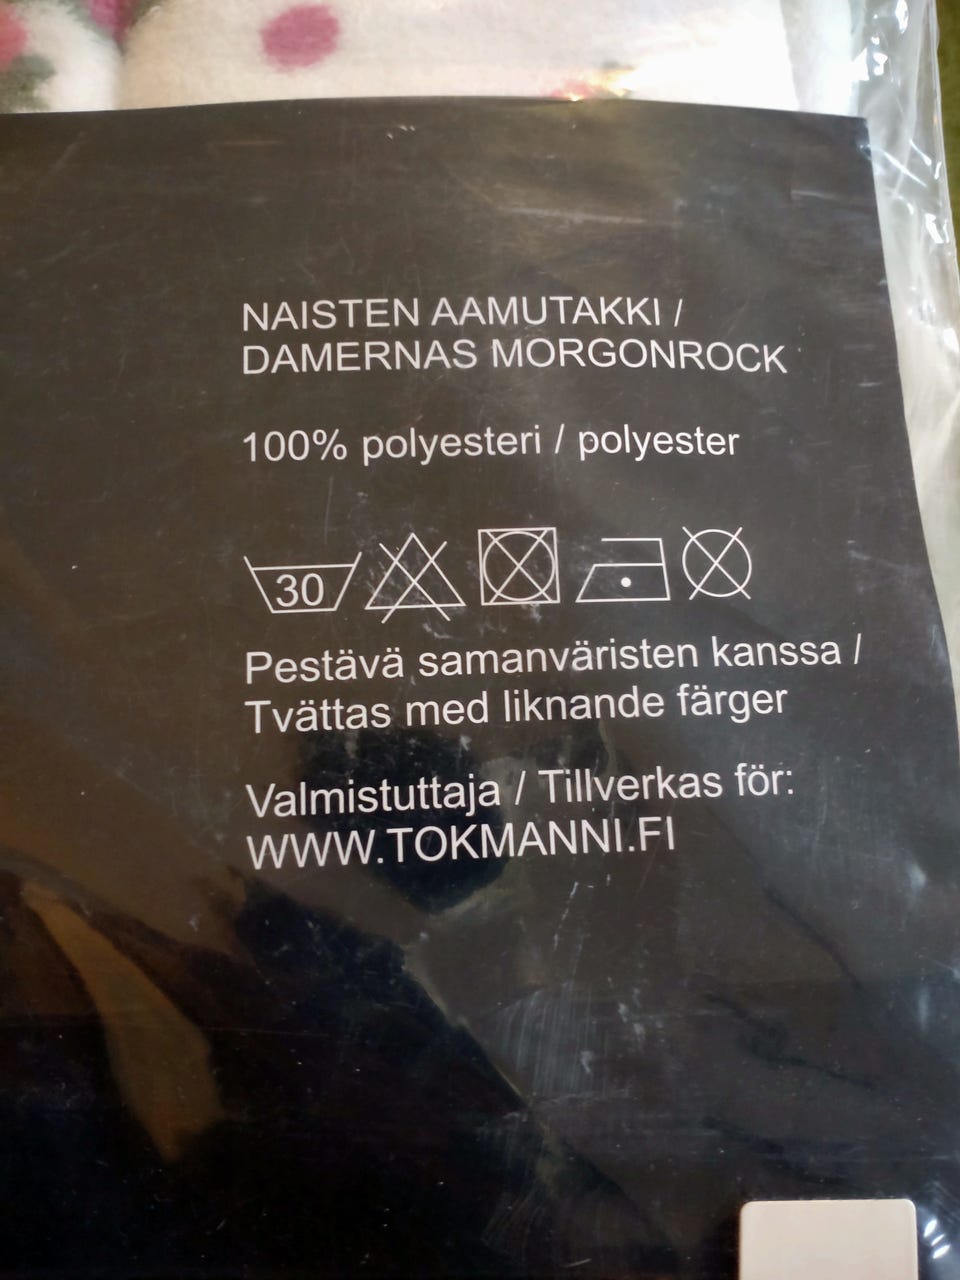 NAISTEN AAMUTAKKI /
DAMERNAS MORGONROCK
100% polyesteri / polyester
30
Pestävä samanväristen kanssa /
Tvättas med liknande färger
Valmistuttaja / Tillverkas för:
WWW.TOKMANNI.FI